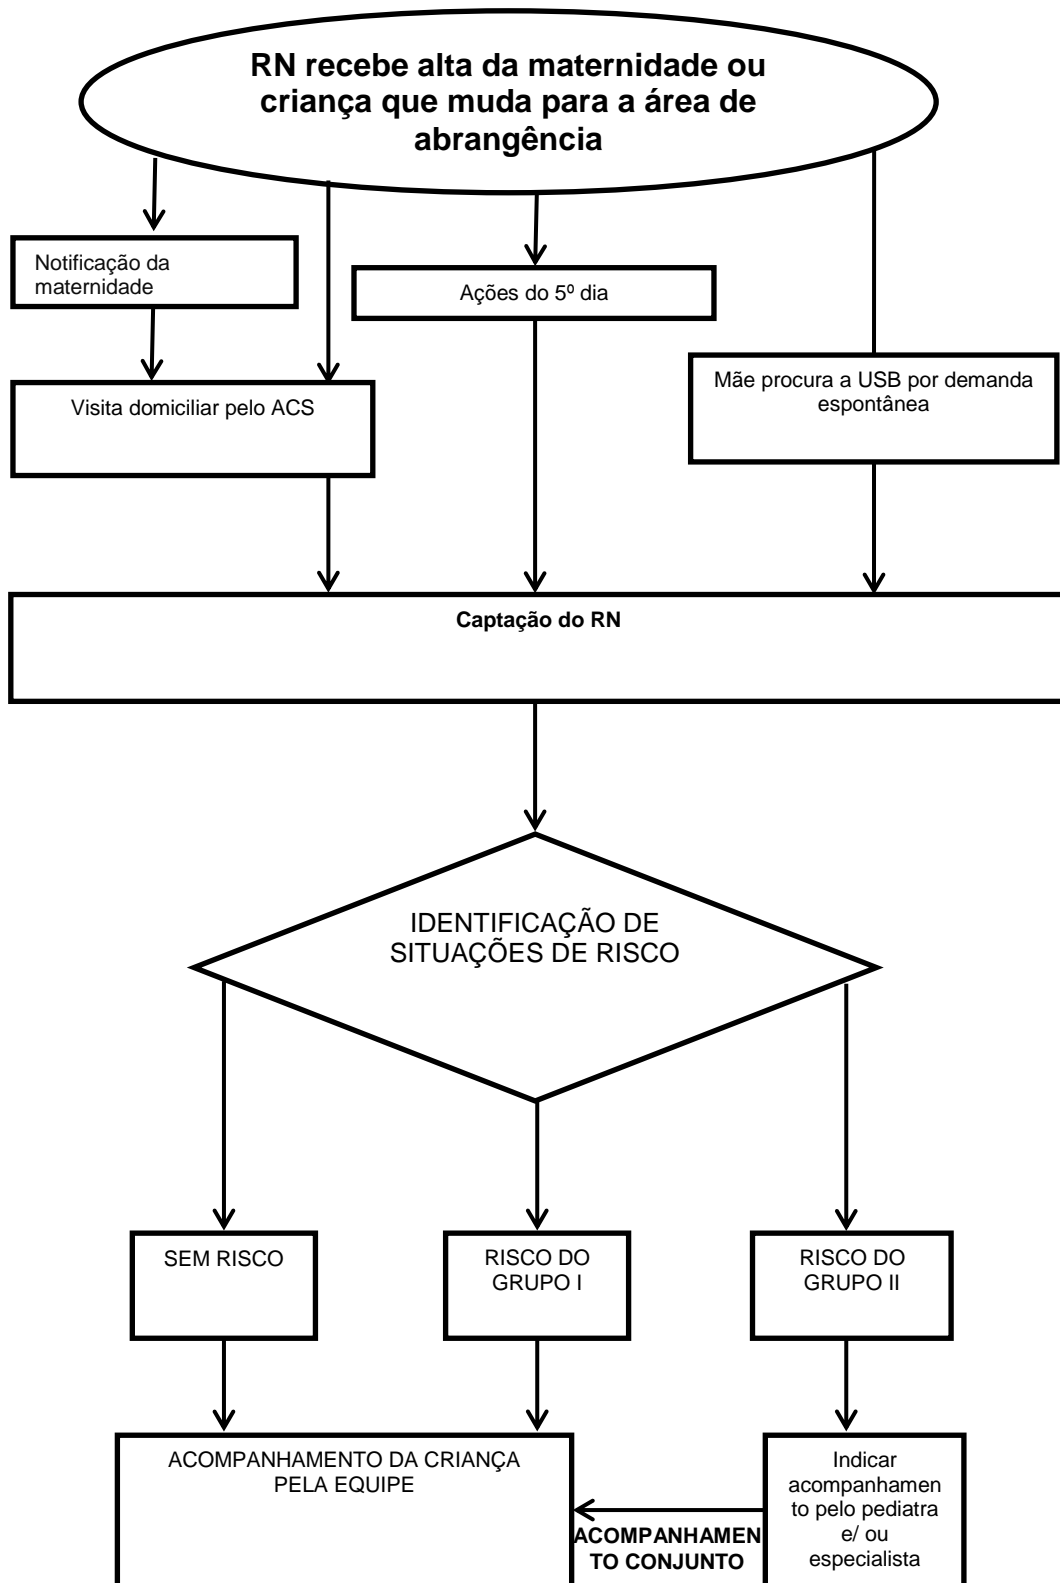 RN recebe alta da maternidade ou
criança que muda para a área de
abrangência
Notificação da
maternidade
Ações do 5º dia
Visita domiciliar pelo ACS
Mãe procura a USB por demanda
espontânea
Captação do RN
IDENTIFICAÇÃO DE
SITUAÇÕES DE RISCO
SEM RISCO
RISCO DO
GRUPO I
RISCO DO
GRUPO II
ACOMPANHAMENTO DA CRIANÇA
PELA EQUIPE
ACOMPANHAMEN
TO CONJUNTO
Indicar
acompanhamen
to pelo pediatra
e/ ou
especialista